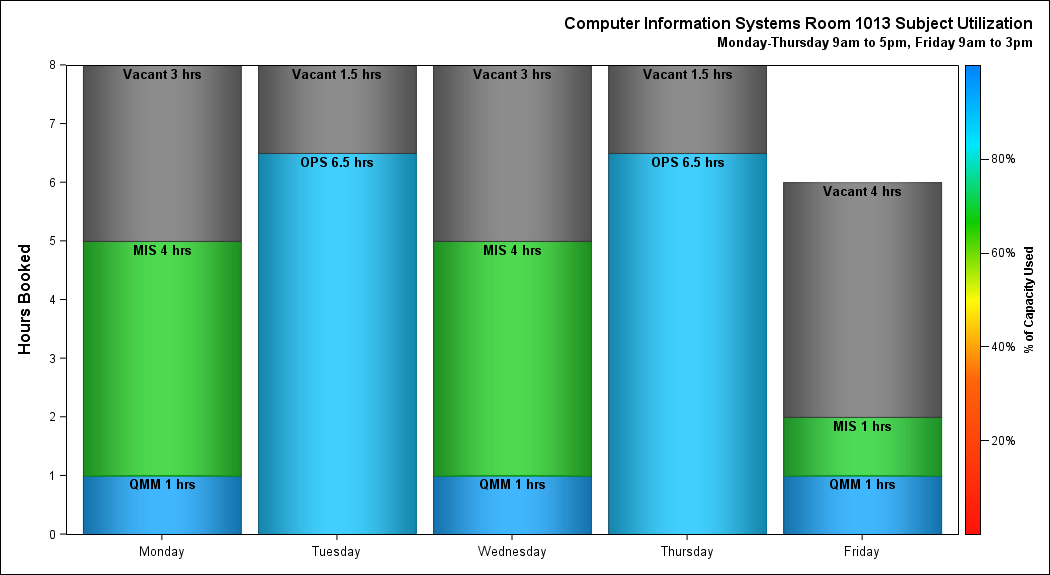 Computer Information Systems Room 1013 Subject Utilization
Monday-Thursday 9am to 5pm, Friday 9am to 3pm
Hours Booked
8
7
6
5
4
3
2
1
0
Vacant 3 hrs
MIS 4 hrs
QMM 1 hrs
Vacant 1.5 hrs
OPS 6.5 hrs
Vacant 3 hrs
MIS 4 hrs
QMM 1 hrs
Vacant 1.5 hrs
OPS 6.5 hrs
Vacant 4 hrs
MIS 1 hrs
QMM 1 hrs
Monday
Tuesday
Wednesday
Thursday
Friday
80%
60%
40%
20%
% of Capacity Used